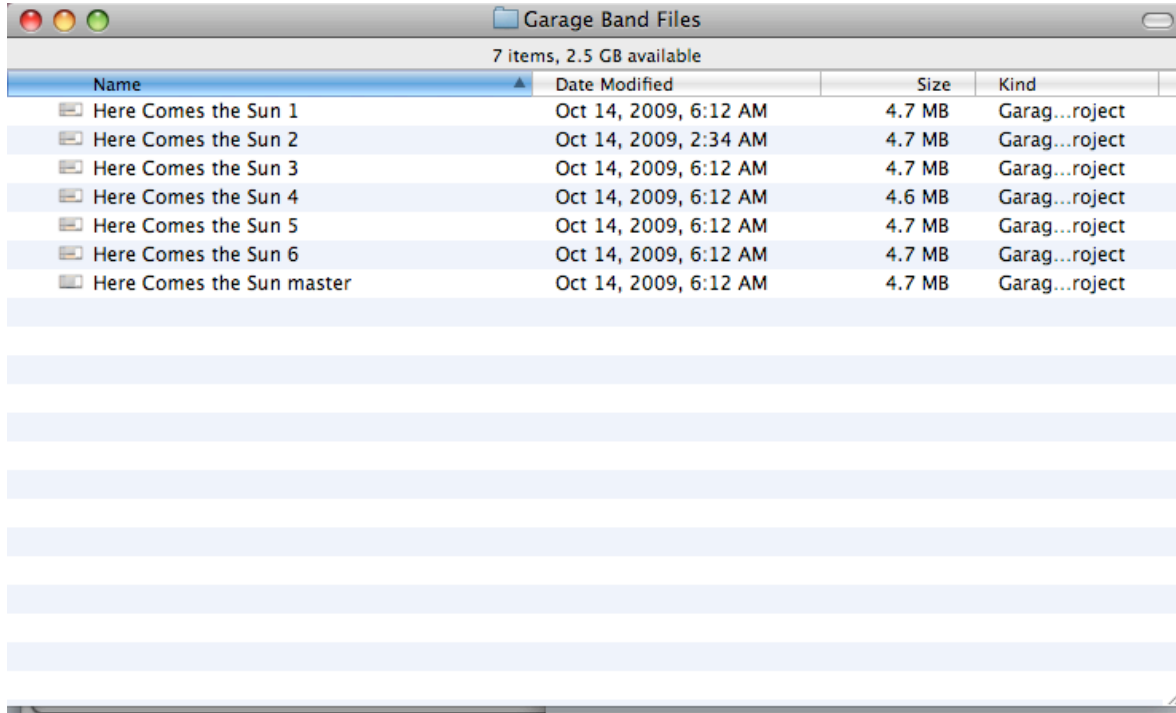 Garage Band Files
7 items, 2.5 GB available
Name Date Modified Size Kind
Here Comes the Sun 1 Oct 14, 2009, 6:12 AM 4.7 MB Garag...roject
Here Comes the Sun 2 Oct 14, 2009, 2:34 AM 4.7 MB Garag...roject
Here Comes the Sun 3 Oct 14, 2009, 6:12 AM 4.7 MB Garag...roject
Here Comes the Sun 4 Oct 14, 2009, 6:12 AM 4.6 MB Garag...roject
Here Comes the Sun 5 Oct 14, 2009, 6:12 AM 4.7 MB Garag...roject
Here Comes the Sun 6 Oct 14, 2009, 6:12 AM 4.7 MB Garag...roject
Here Comes the Sun master Oct 14, 2009, 6:12 AM 4.7 MB Garag...roject